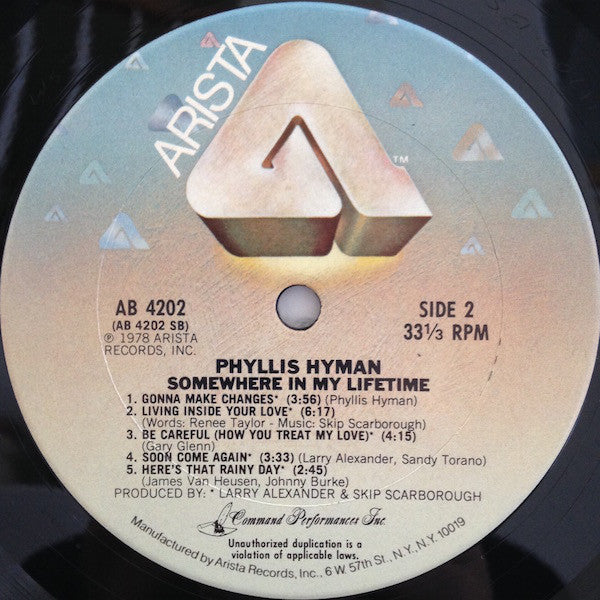 ARISTA
TM
AB 4202
(AB 4202 SB)
℗ 1978 ARISTA
RECORDS, INC.
SIDE 2
33⅓ RPM
PHYLLIS HYMAN
SOMEWHERE IN MY LIFETIME
1. GONNA MAKE CHANGES* (3:56) (Phyllis Hyman)
2. LIVING INSIDE YOUR LOVE* (6:17)
(Words: Renee Taylor - Music: Skip Scarborough)
3. BE CAREFUL (HOW YOU TREAT MY LOVE)* (4:15)
(Gary Glenn)
4. SOON COME AGAIN* (3:33) (Larry Alexander, Sandy Torano)
5. HERE'S THAT RAINY DAY* (2:45)
(James Van Heusen, Johnny Burke)
PRODUCED BY: * LARRY ALEXANDER & SKIP SCARBOROUGH
Command Performances Inc.
Unauthorized duplication is a
violation of applicable laws.
Manufactured by Arista Records, Inc., 6 W. 57th St., N.Y., N.Y. 10019